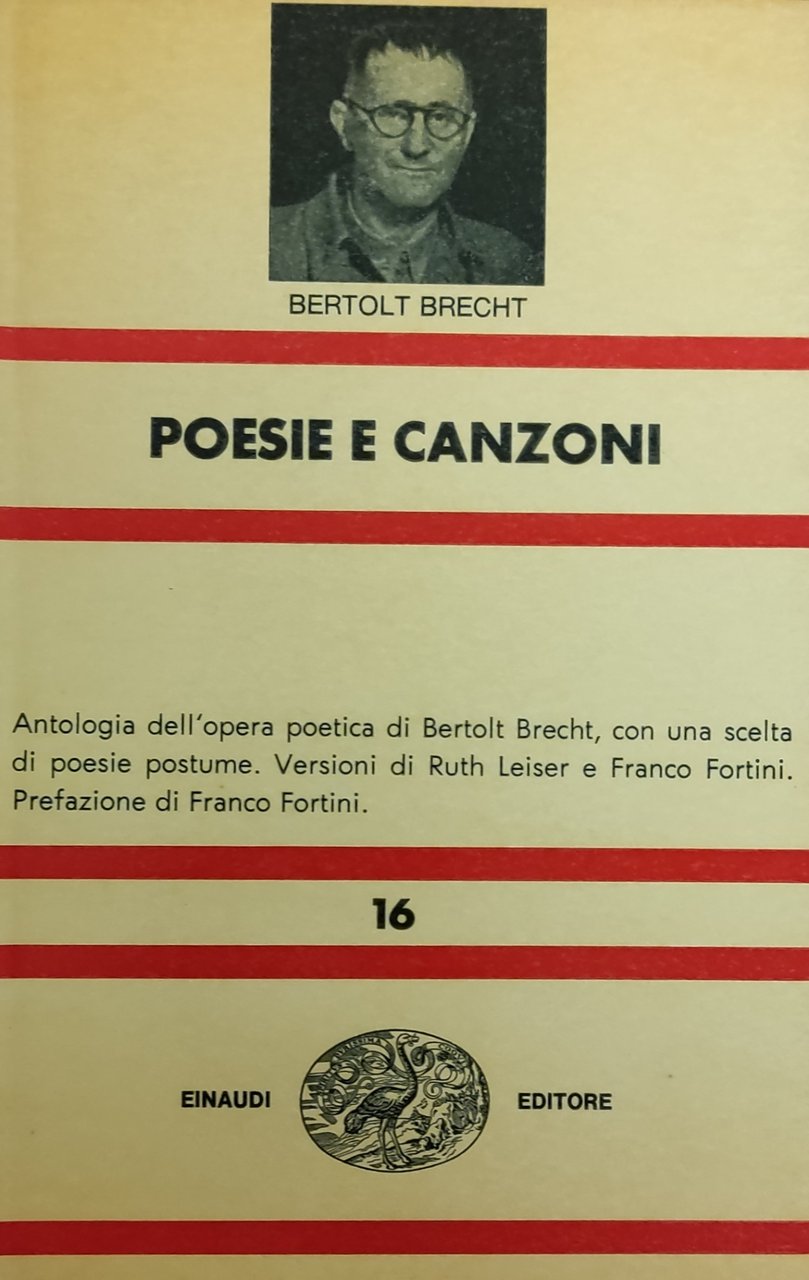 BERTOLT BRECHT
POESIE E CANZONI
Antologia dell'opera poetica di Bertolt Brecht, con una scelta
di poesie postume. Versioni di Ruth Leiser e Franco Fortini.
Prefazione di Franco Fortini.
16
EINAUDI EDITORE